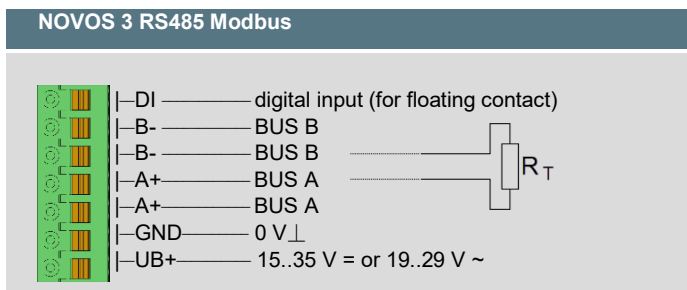 NOVOS 3 RS485 Modbus
DI digital input (for floating contact)
B- BUS B
B- BUS B
A+ BUS A
A+ BUS A
GND 0 V⊥
UB+ 15..35 V = or 19..29 V ~
RT